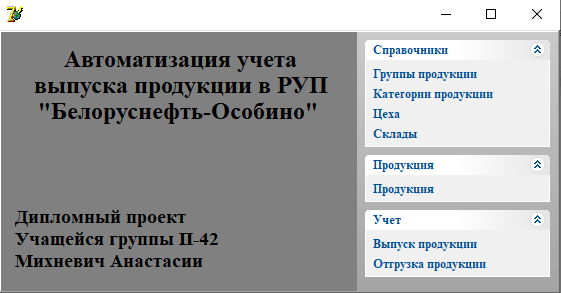 Автоматизация учета
выпуска продукции в РУП
"Белоруснефть-Особино"
Дипломный проект
Учащейся группы П-42
Михневич Анастасии
Справочники
Группы продукции
Категории продукции
Цеха
Склады
Продукция
Продукция
Учет
Выпуск продукции
Отгрузка продукции